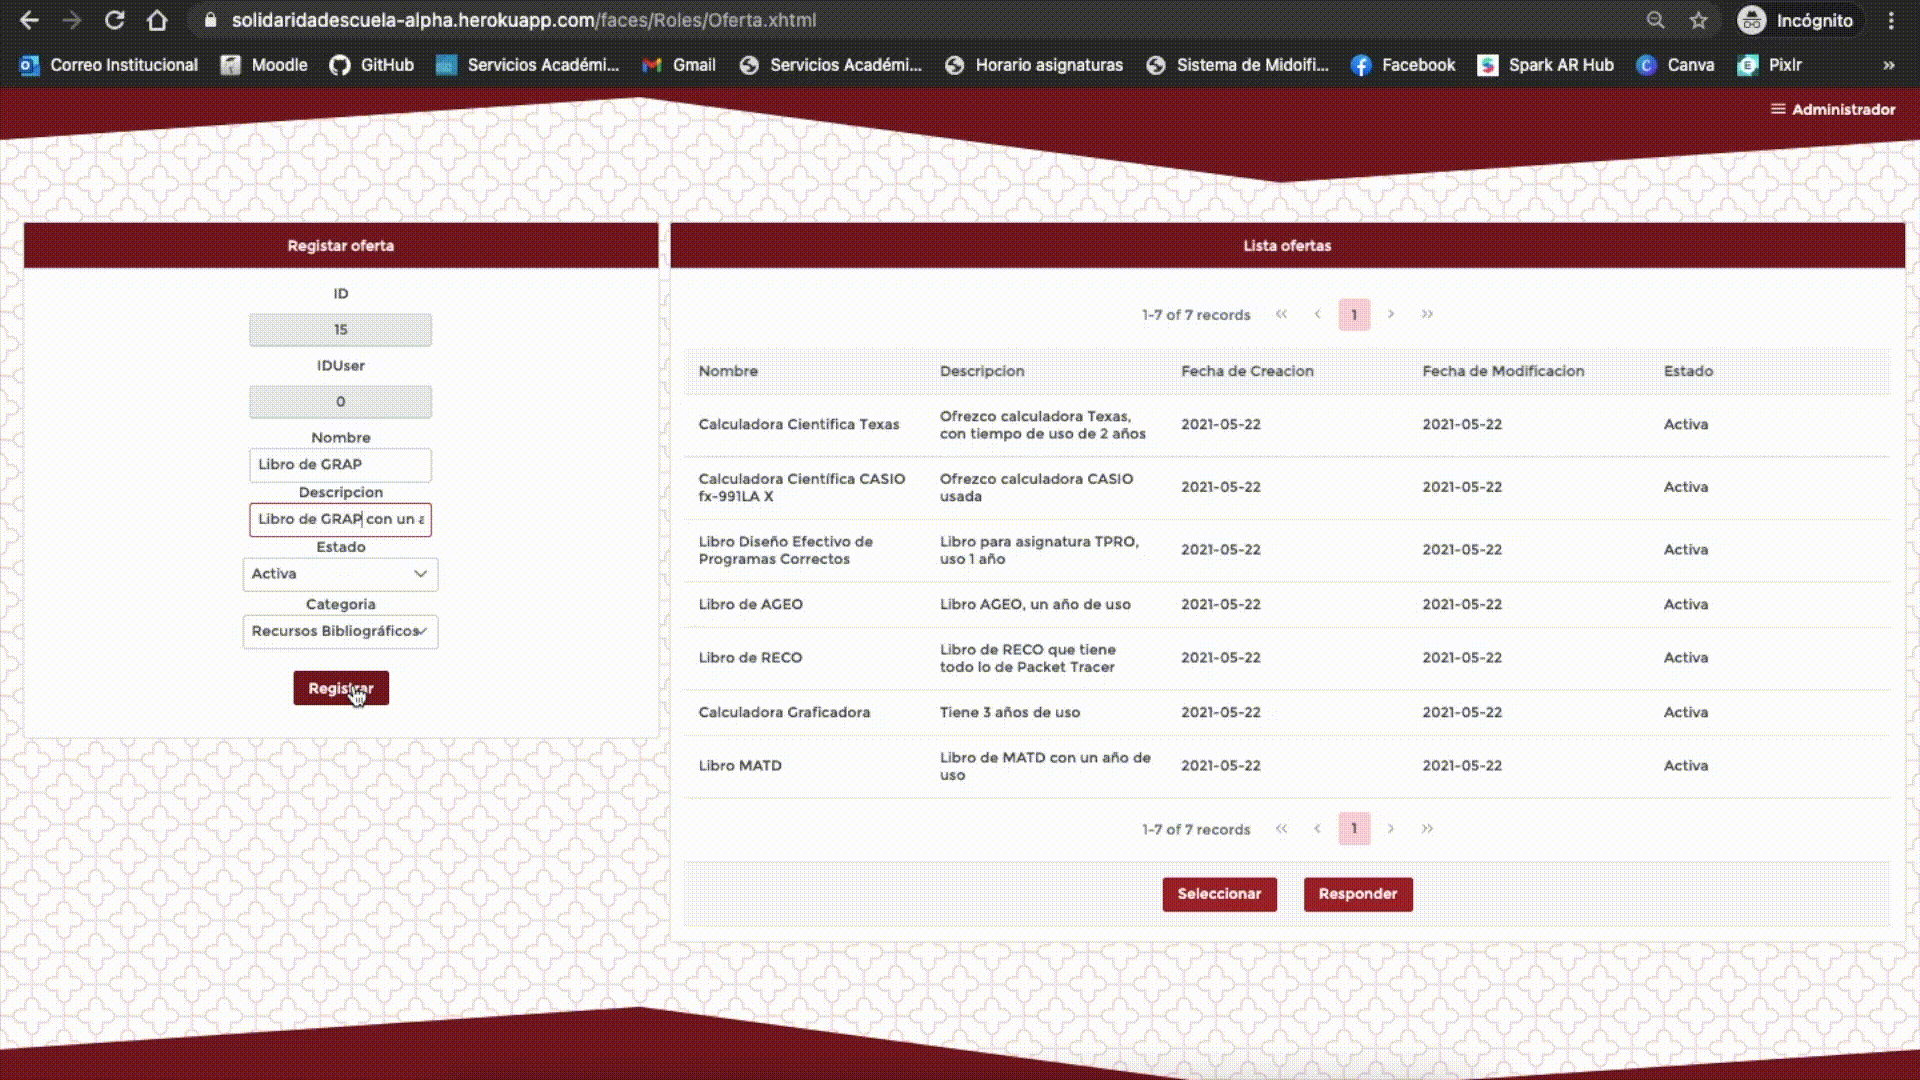 solidaridadescuela-alpha.herokuapp.com/faces/Roles/Oferta.xhtml
Incógnito
Correo Institucional
Moodle
GitHub
Servicios Académi...
Gmail
Servicios Académi...
Horario asignaturas
Sistema de Midoifi...
Facebook
Spark AR Hub
Canva
Pixlr
Administrador
Registar oferta
ID
15
IDUser
0
Nombre
Libro de GRAP
Descripcion
Libro de GRAP con un a
Estado
Activa
Categoria
Recursos Bibliográficos
Registrar
Lista ofertas
1-7 of 7 records
1
Nombre Descripcion Fecha de Creacion Fecha de Modificacion Estado
Calculadora Cientifica Texas
Ofrezco calculadora Texas,
con tiempo de uso de 2 años
2021-05-22
2021-05-22
Activa
Calculadora Científica CASIO
fx-991LA X
Ofrezco calculadora CASIO
usada
2021-05-22
2021-05-22
Activa
Libro Diseño Efectivo de
Programas Correctos
Libro para asignatura TPRO,
uso 1 año
2021-05-22
2021-05-22
Activa
Libro de AGEO
Libro AGEO, un año de uso
2021-05-22
2021-05-22
Activa
Libro de RECO
Libro de RECO que tiene
todo lo de Packet Tracer
2021-05-22
2021-05-22
Activa
Calculadora Graficadora
Tiene 3 años de uso
2021-05-22
2021-05-22
Activa
Libro MATD
Libro de MATD con un año de
uso
2021-05-22
2021-05-22
Activa
1-7 of 7 records
1
Seleccionar
Responder